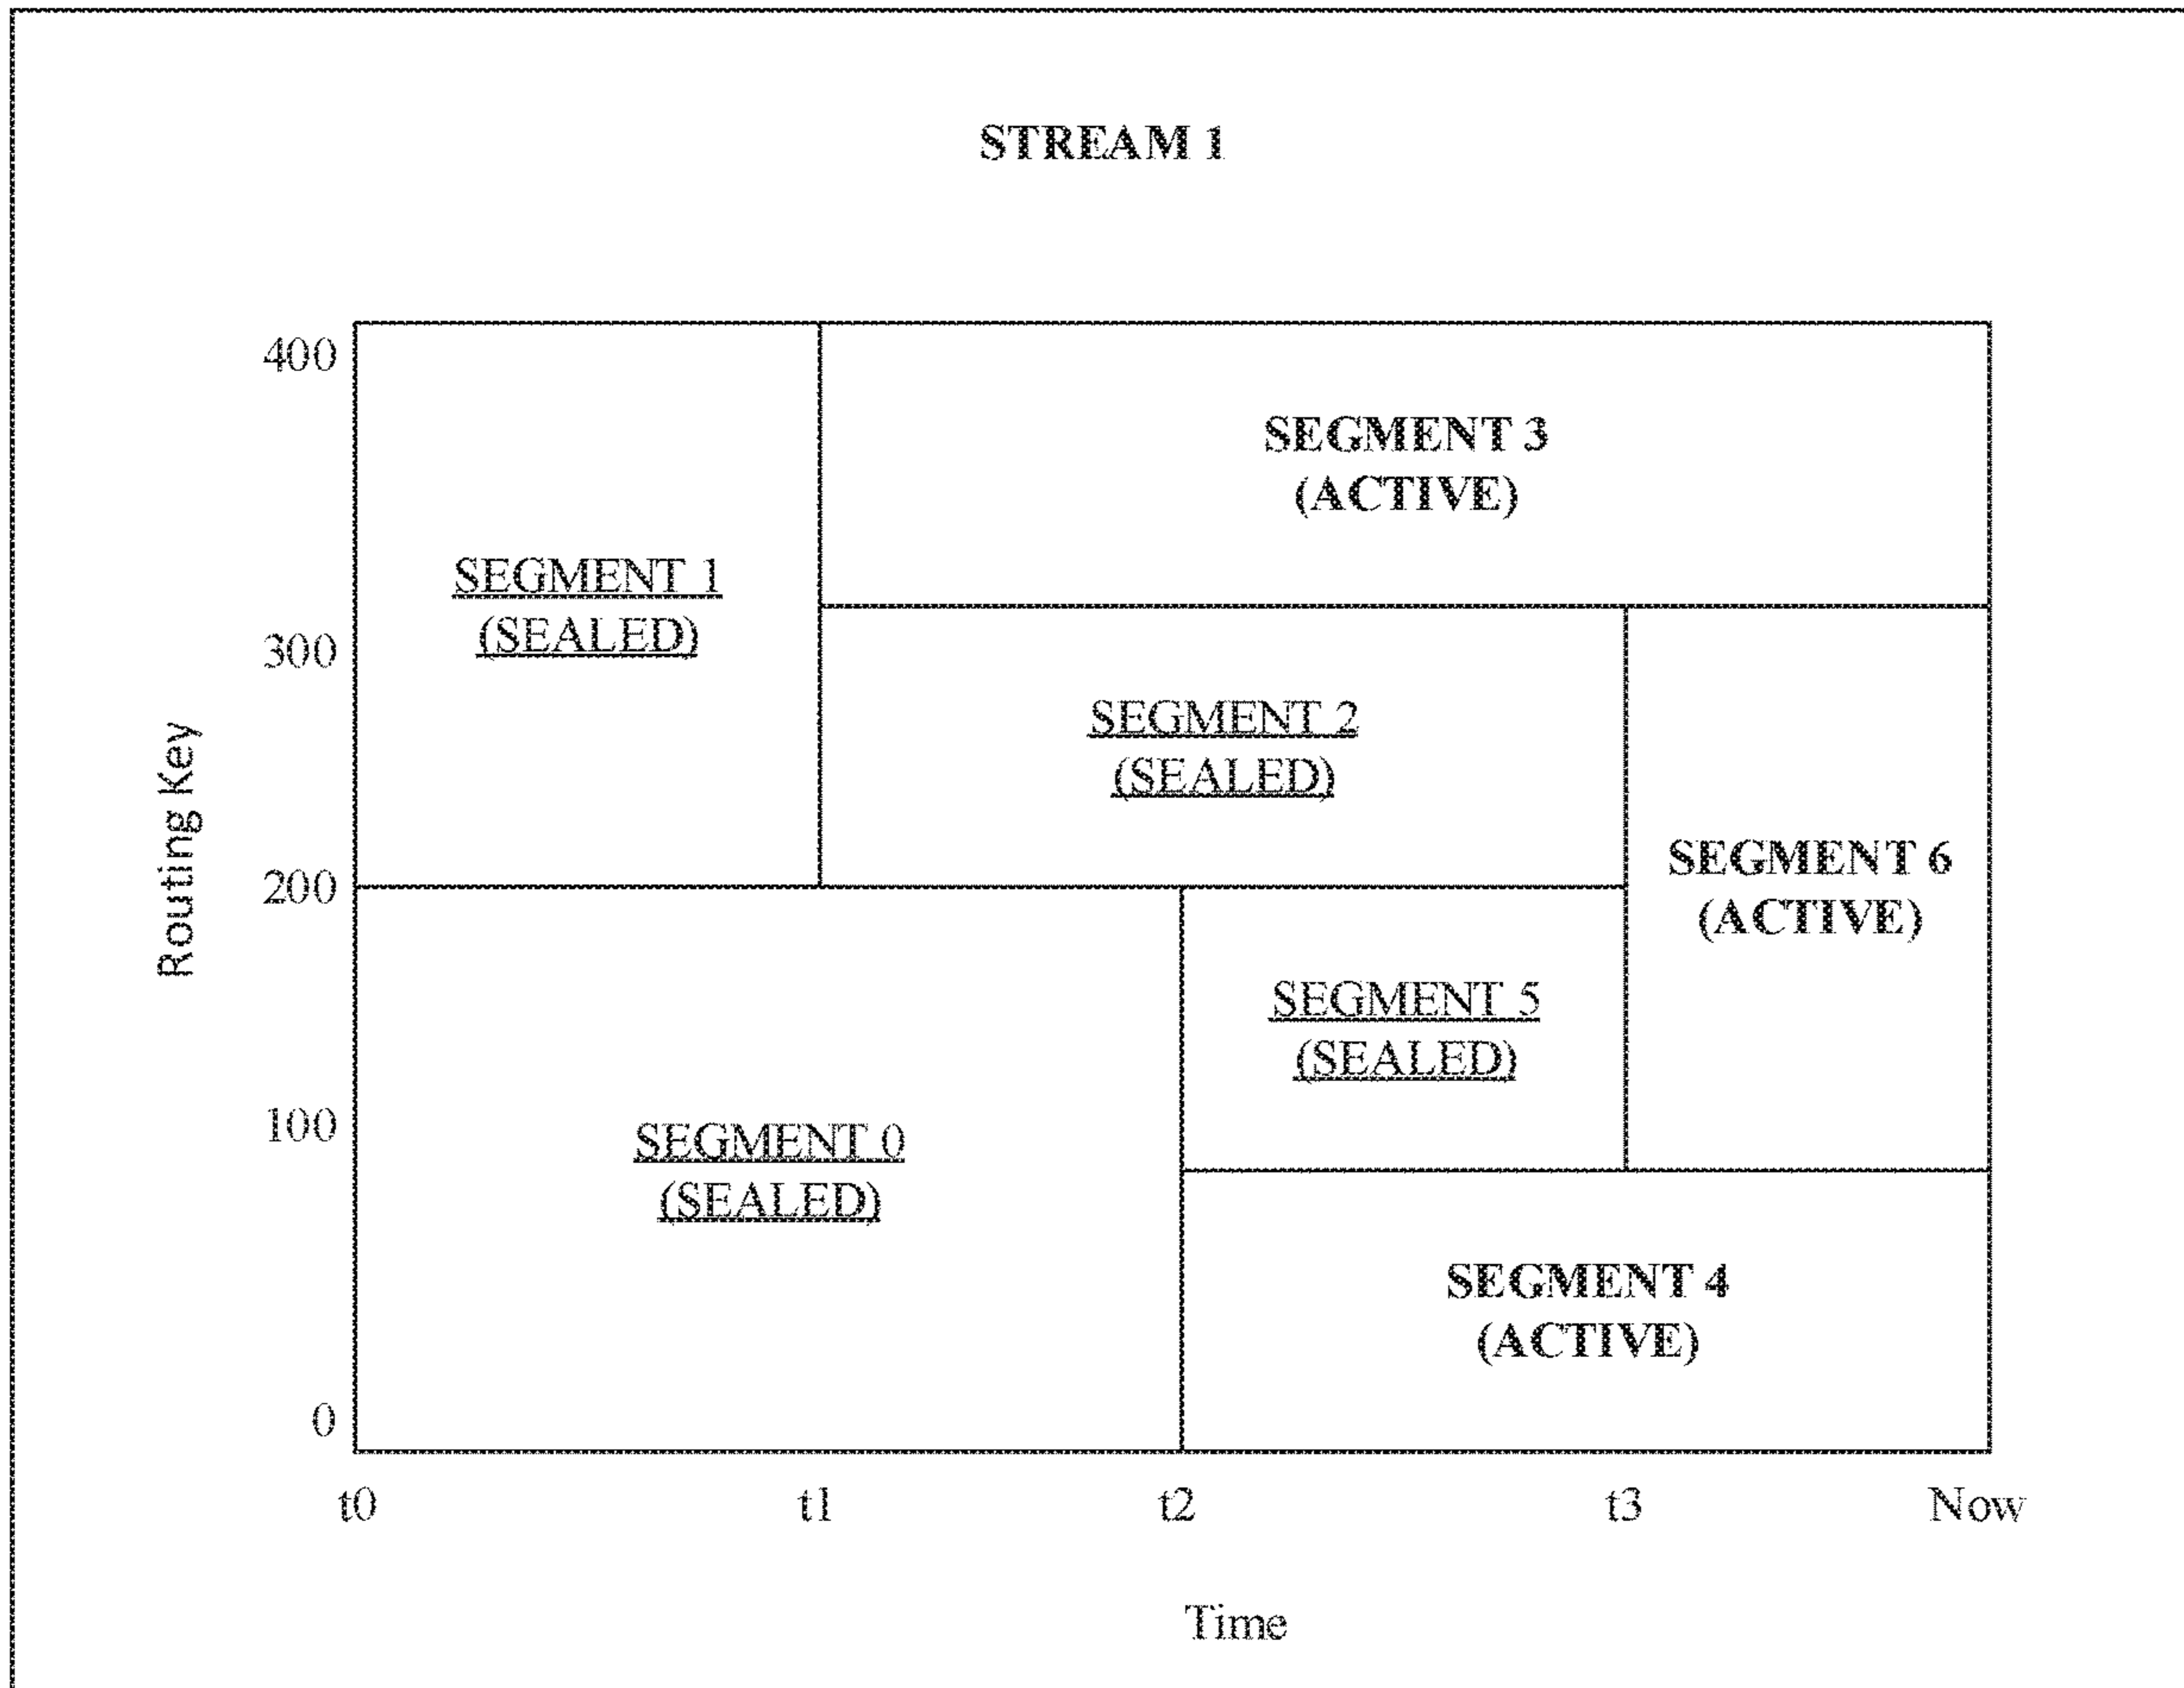 STREAM 1
400
SEGMENT 3
(ACTIVE)
SEGMENT 1
(SEALED)
300
SEGMENT 2
(SEALED)
Routing Key
200
SEGMENT 6
(ACTIVE)
SEGMENT 5
(SEALED)
100
SEGMENT 0
(SEALED)
SEGMENT 4
(ACTIVE)
0
t0
t1
t2
t3
Now
Time